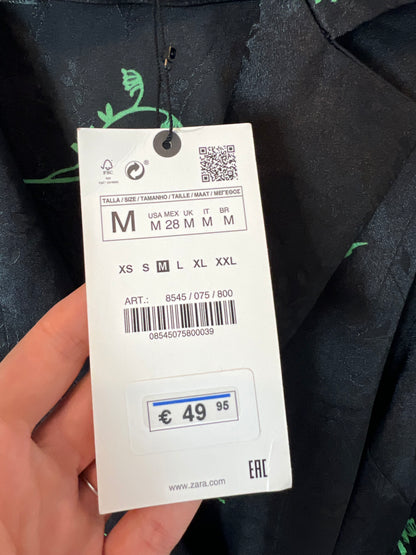 FSC
TALLA / SIZE / TAMANHO / TAILLE / MAAT / ΜΕΓΕΘΟΣ
M
USA MEX UK IT BR
M 28 M M M
XS S M L XL XXL
ART.: 8545 / 075 / 800
08545075800039
€ 49 95
www.zara.com
EAC